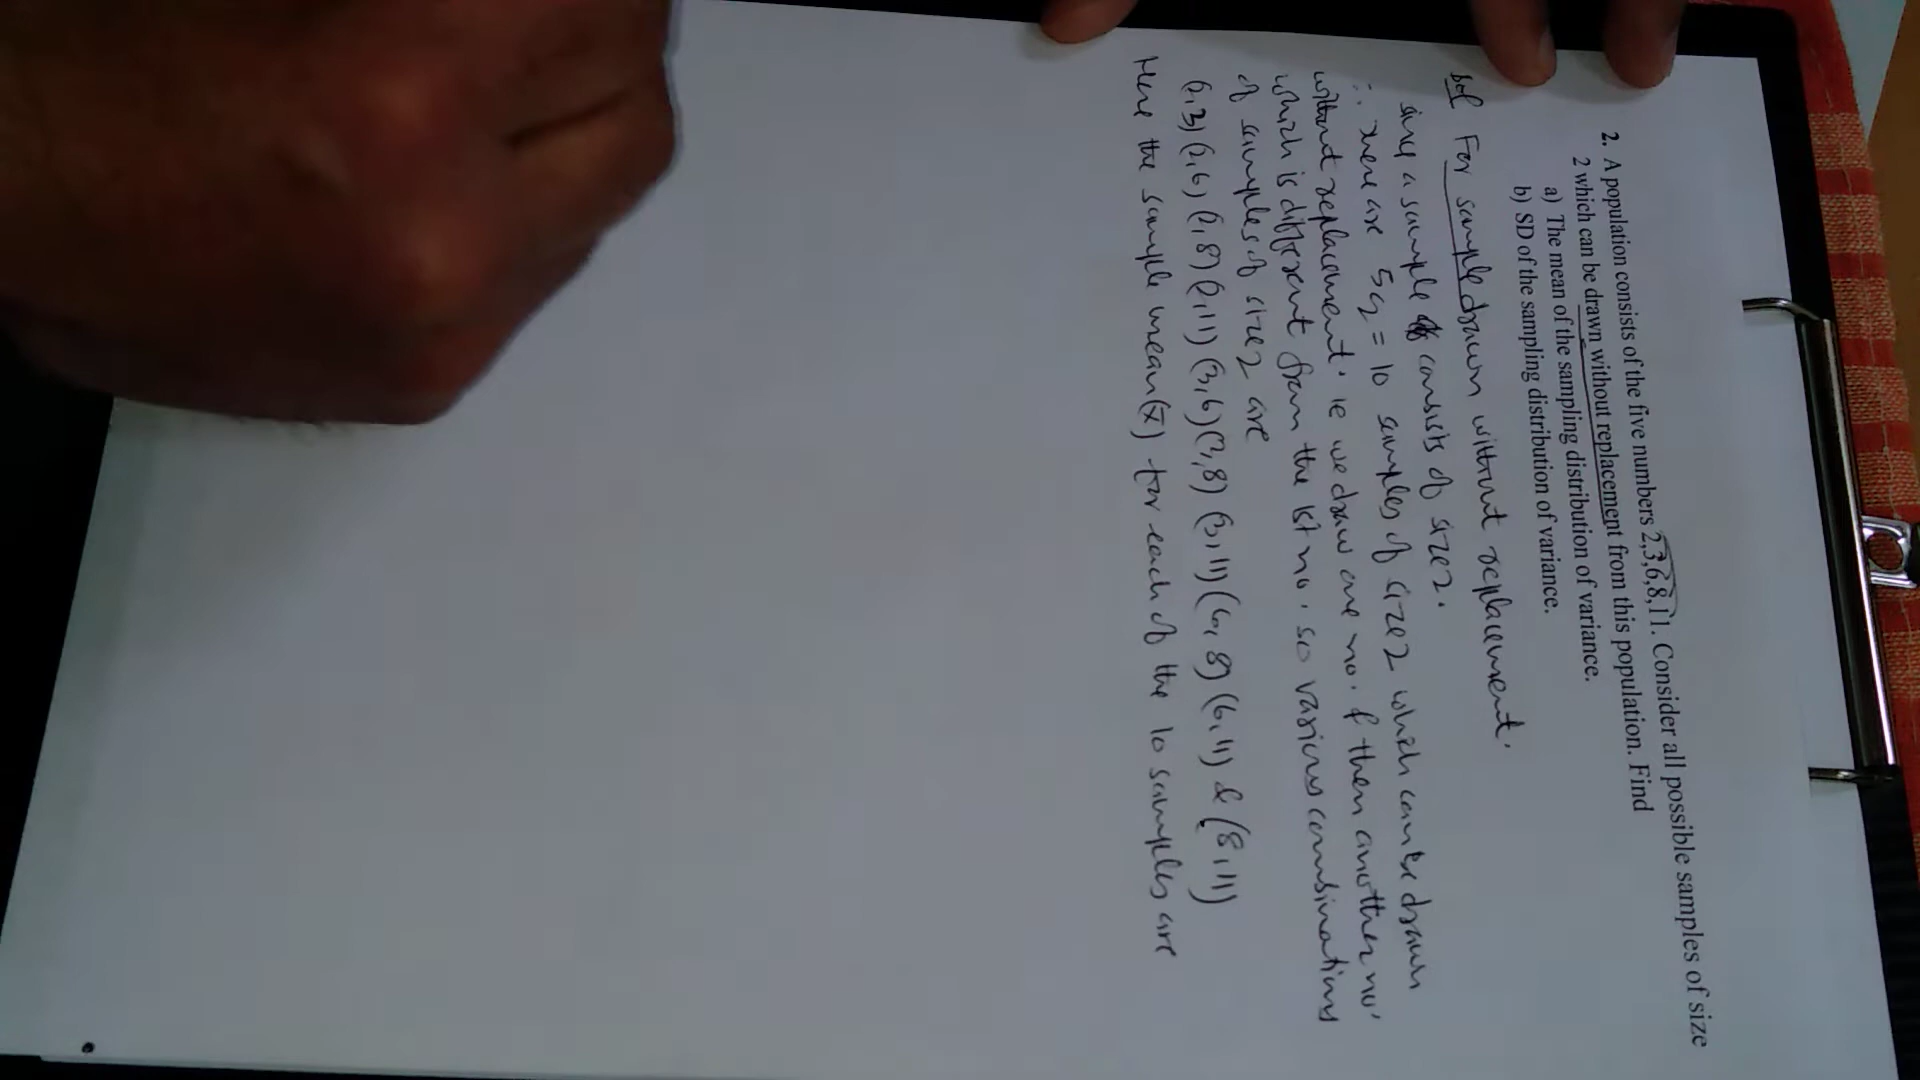 2. A population consists of the five numbers 2,3,6,8,11. Consider all possible samples of size
2 which can be drawn without replacement from this population. Find
a) The mean of the sampling distribution of variance.
b) SD of the sampling distribution of variance.
Sol For sample drawn without replacement.
sinc a sample consists of size 2.
∴ there are 5C2 = 10 samples of size 2 which can be drawn
without replacement. ie we draw one no. & then another no.
which is different from the 1st no. so various combinations
of samples of size 2 are
(2,3) (2,6) (2,8) (2,11) (3,6) (3,8) (3,11) (6,8) (6,11) & (8,11)
Here the sample mean(x̄) for each of the 10 samples are